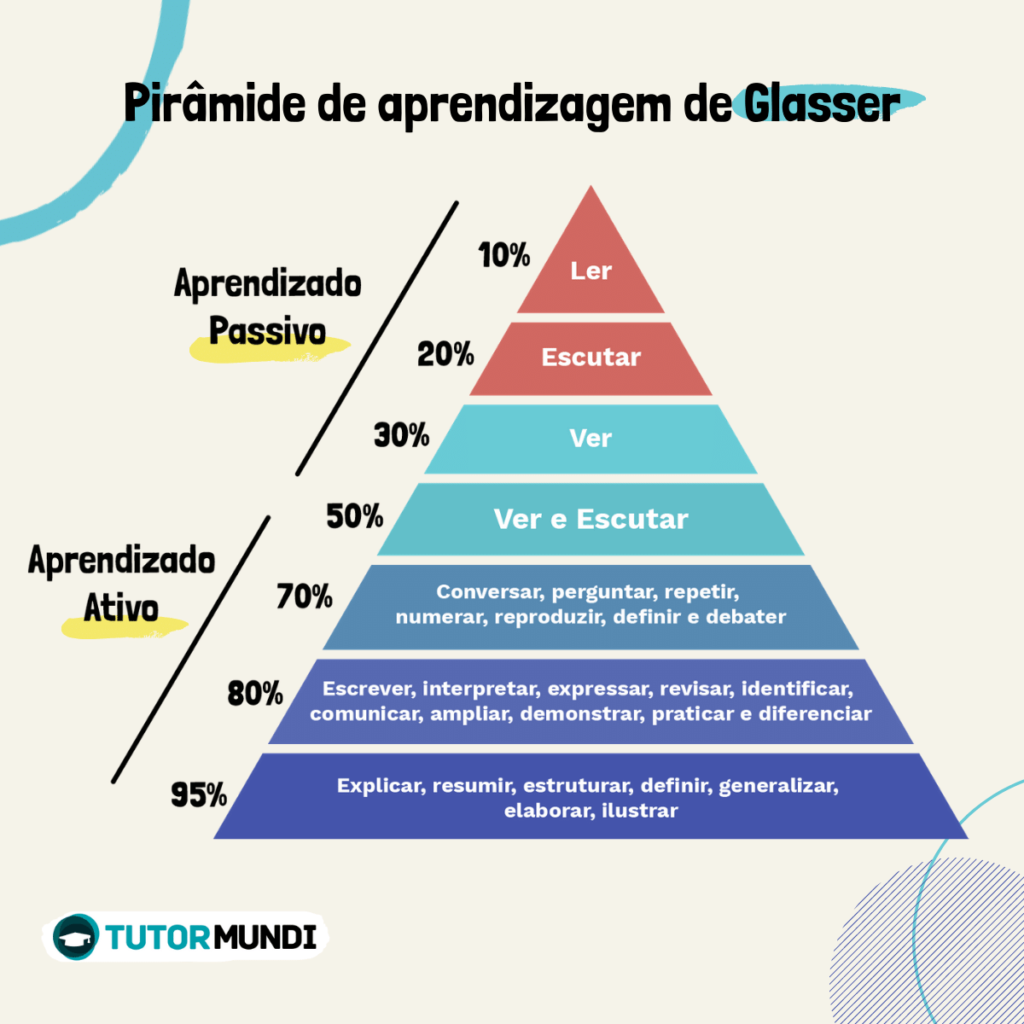 Pirâmide de aprendizagem de Glasser
Aprendizado
Passivo
10%
Ler
20%
Escutar
30%
Ver
Aprendizado
Ativo
50%
Ver e Escutar
70%
Conversar, perguntar, repetir,
numerar, reproduzir, definir e debater
80%
Escrever, interpretar, expressar, revisar, identificar,
comunicar, ampliar, demonstrar, praticar e diferenciar
95%
Explicar, resumir, estruturar, definir, generalizar,
elaborar, ilustrar
TUTORMUNDI